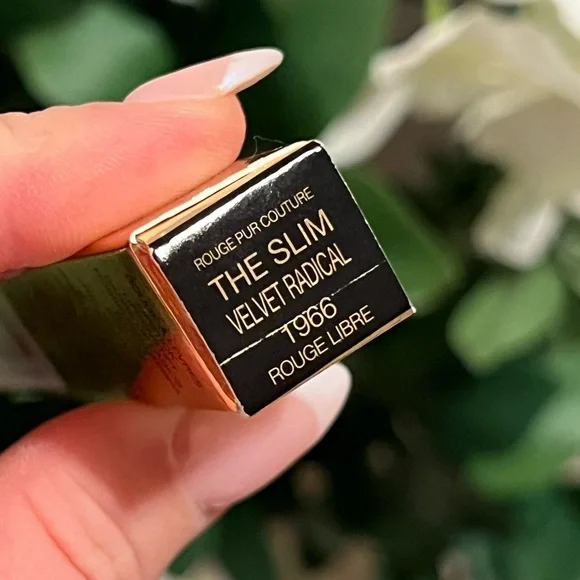 ROUGE PUR COUTURE
THE SLIM
VELVET RADICAL
1966
ROUGE LIBRE